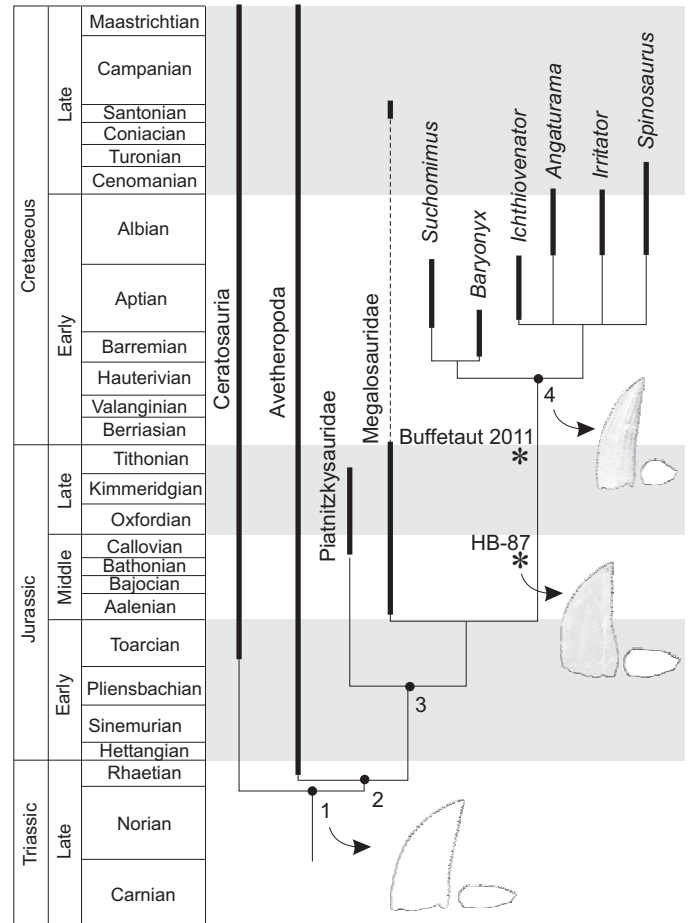 Cretaceous
Late
Maastrichtian
Campanian
Santonian
Coniacian
Turonian
Cenomanian
Early
Albian
Aptian
Barremian
Hauterivian
Valanginian
Berriasian
Jurassic
Late
Tithonian
Kimmeridgian
Oxfordian
Middle
Callovian
Bathonian
Bajocian
Aalenian
Early
Toarcian
Pliensbachian
Sinemurian
Hettangian
Triassic
Late
Rhaetian
Norian
Carnian
Ceratosauria
Avetheropoda
Piatnitzkysauridae
Megalosauridae
Suchomimus
Baryonyx
Ichthiovenator
Angaturama
Irritator
Spinosaurus
4
Buffetaut 2011
*
HB-87
*
3
2
1